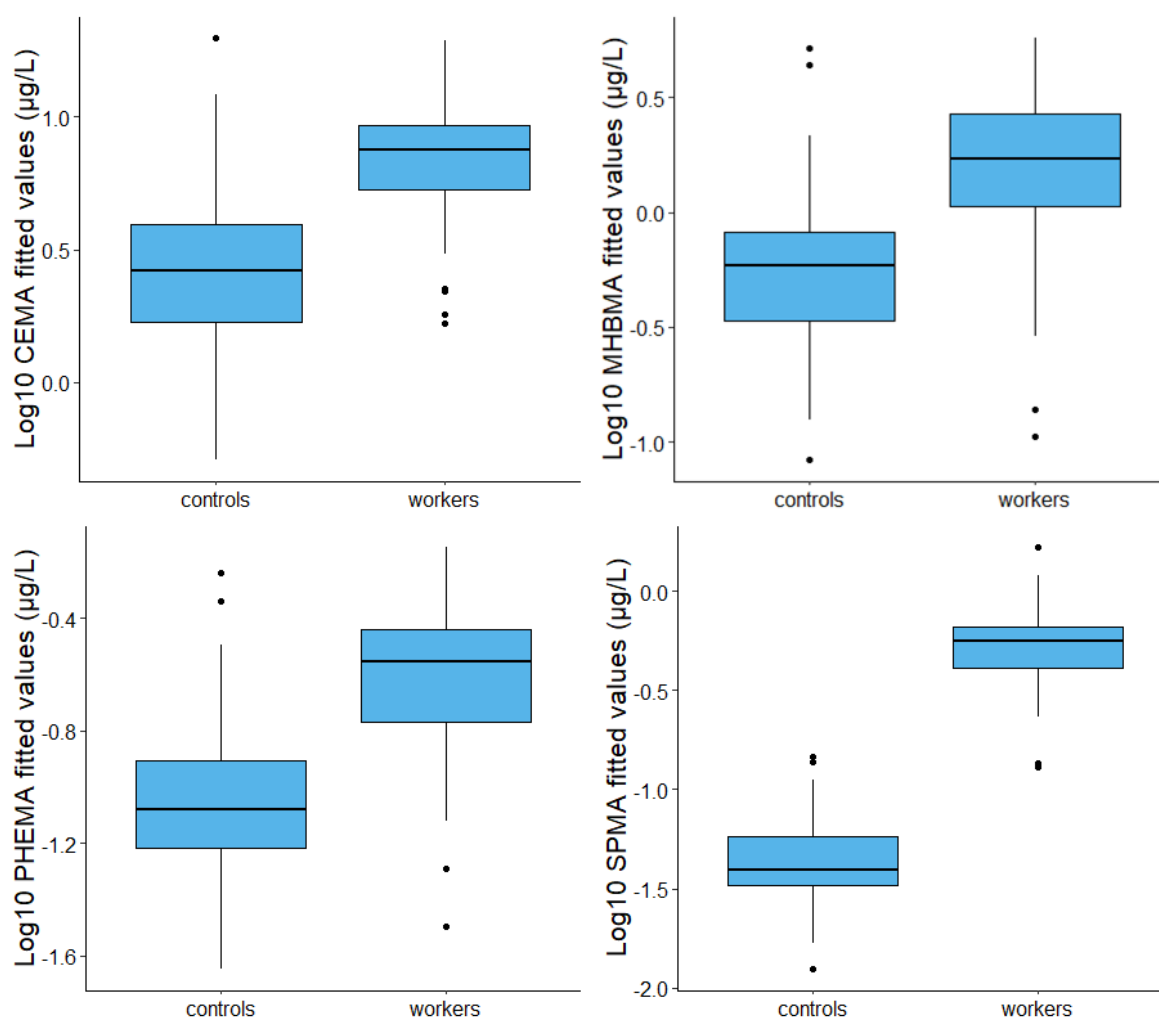 Log10 CEMA fitted values (µg/L)
1.0
0.5
0.0
controls workers
Log10 MHBMA fitted values (µg/L)
0.5
0.0
-0.5
-1.0
controls workers
Log10 PHEMA fitted values (µg/L)
-0.4
-0.8
-1.2
-1.6
controls workers
Log10 SPMA fitted values (µg/L)
0.0
-0.5
-1.0
-1.5
-2.0
controls workers